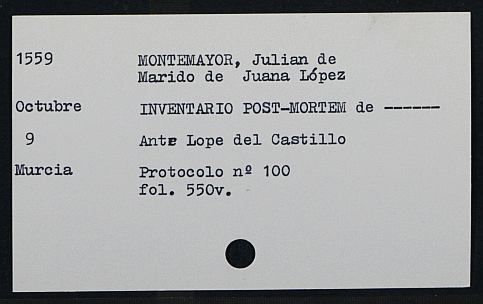 1559 MONTEMAYOR, Julian de
Marido de Juana López
Octubre INVENTARIO POST-MORTEM de ------
9 Ante Lope del Castillo
Murcia Protocolo nº 100
fol. 550v.